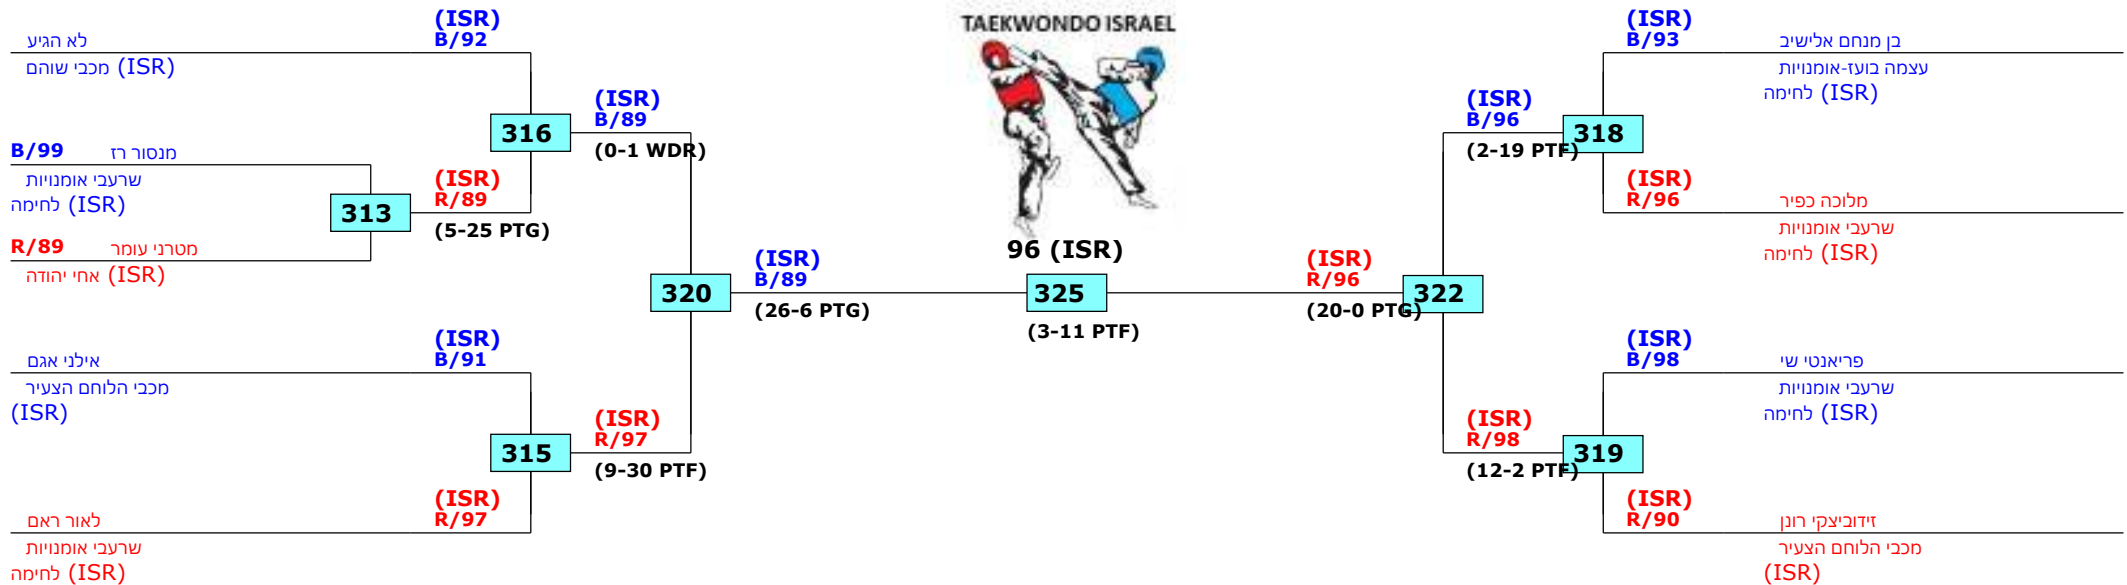 TAEKWONDO ISRAEL
(ISR)
B/92
לא הגיע
מכבי שוהם (ISR)
316
(ISR)
B/89
(0-1 WDR)
B/99 מנסור רז
שרעבי אומנויות
לחימה (ISR)
313
(ISR)
R/89
(5-25 PTG)
R/89 מטרני עומר
אחי יהודה (ISR)
320
(ISR)
B/89
(26-6 PTG)
(ISR)
B/91
אילני אגם
מכבי הלוחם הצעיר
(ISR)
315
(ISR)
R/97
(9-30 PTF)
(ISR)
R/97
לאור ראם
שרעבי אומנויות
לחימה (ISR)
96 (ISR)
325
(3-11 PTF)
(ISR)
R/96
322
(20-0 PTG)
(ISR)
B/96
318
(2-19 PTF)
(ISR)
B/93
בן מנחם אלישיב
עצמה בועז-אומנויות
לחימה (ISR)
(ISR)
R/96
מלוכה כפיר
שרעבי אומנויות
לחימה (ISR)
(ISR)
B/98
פריאנטי שי
שרעבי אומנויות
לחימה (ISR)
(ISR)
R/98
319
(12-2 PTF)
(ISR)
R/90
זידוביצקי רונן
מכבי הלוחם הצעיר
(ISR)